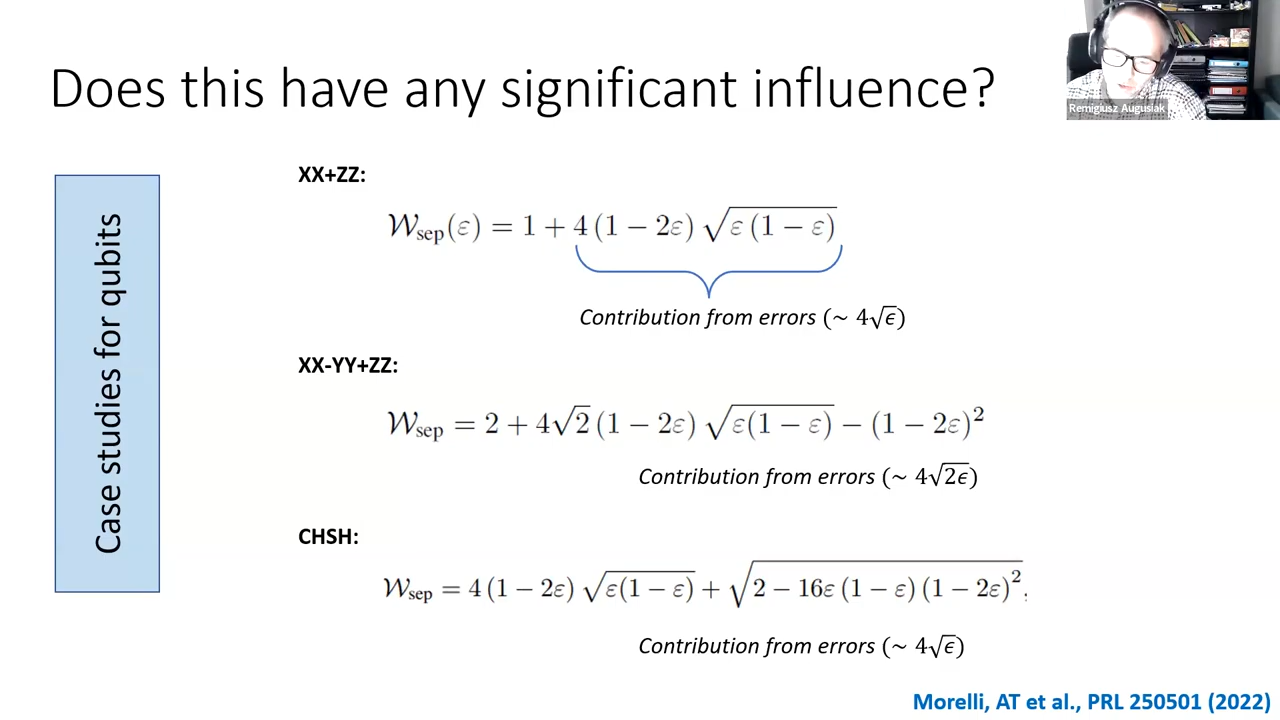 Does this have any significant influence?
Remigiusz Augusiak
Case studies for qubits
XX+ZZ:
𝒲sep(ε) = 1 + 4 (1 − 2ε) √(ε (1 − ε))
Contribution from errors (~ 4√ϵ)
XX-YY+ZZ:
𝒲sep = 2 + 4√2 (1 − 2ε) √(ε(1 − ε)) − (1 − 2ε)²
Contribution from errors (~ 4√(2ϵ))
CHSH:
𝒲sep = 4 (1 − 2ε) √(ε(1 − ε)) + √(2 − 16ε (1 − ε) (1 − 2ε)²).
Contribution from errors (~ 4√ϵ)
Morelli, AT et al., PRL 250501 (2022)